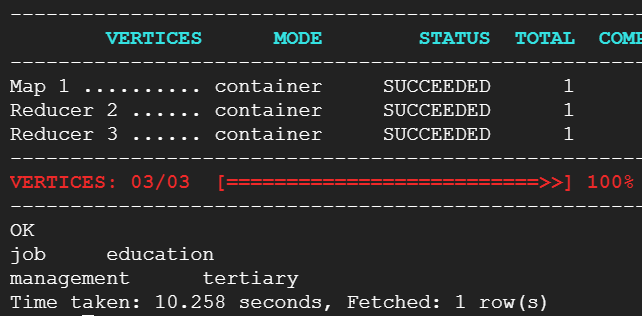 --------------------------------------------------
VERTICES MODE STATUS TOTAL COMP
--------------------------------------------------
Map 1 .......... container SUCCEEDED 1
Reducer 2 ...... container SUCCEEDED 1
Reducer 3 ...... container SUCCEEDED 1
--------------------------------------------------
VERTICES: 03/03 [==========================>>] 100%
--------------------------------------------------
OK
job education
management tertiary
Time taken: 10.258 seconds, Fetched: 1 row(s)